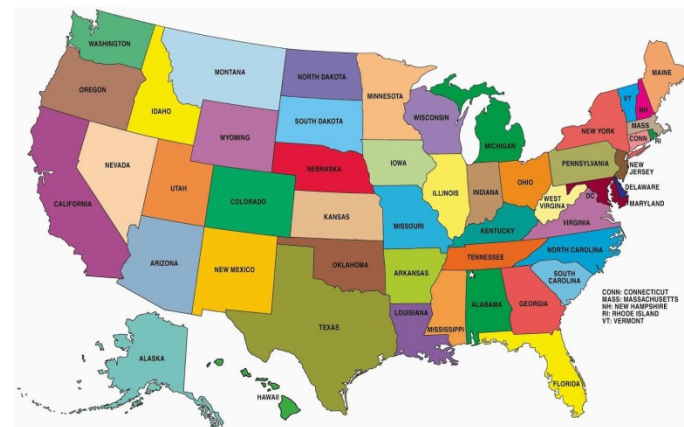 WASHINGTON
OREGON
IDAHO
MONTANA
NORTH DAKOTA
MINNESOTA
WISCONSIN
MICHIGAN
MAINE
VT
NH
NEW YORK
MASS
CONN
RI
SOUTH DAKOTA
WYOMING
NEVADA
CALIFORNIA
UTAH
COLORADO
NEBRASKA
IOWA
ILLINOIS
INDIANA
OHIO
PENNSYLVANIA
NEW
JERSEY
DELAWARE
MARYLAND
DC
WEST
VIRGINIA
VIRGINIA
KANSAS
MISSOURI
KENTUCKY
NORTH CAROLINA
TENNESSEE
SOUTH
CAROLINA
ARIZONA
NEW MEXICO
OKLAHOMA
ARKANSAS
TEXAS
LOUISIANA
MISSISSIPPI
ALABAMA
GEORGIA
FLORIDA
ALASKA
HAWAII
CONN: CONNECTICUT
MASS: MASSACHUSETTS
NH: NEW HAMPSHIRE
RI: RHODE ISLAND
VT: VERMONT